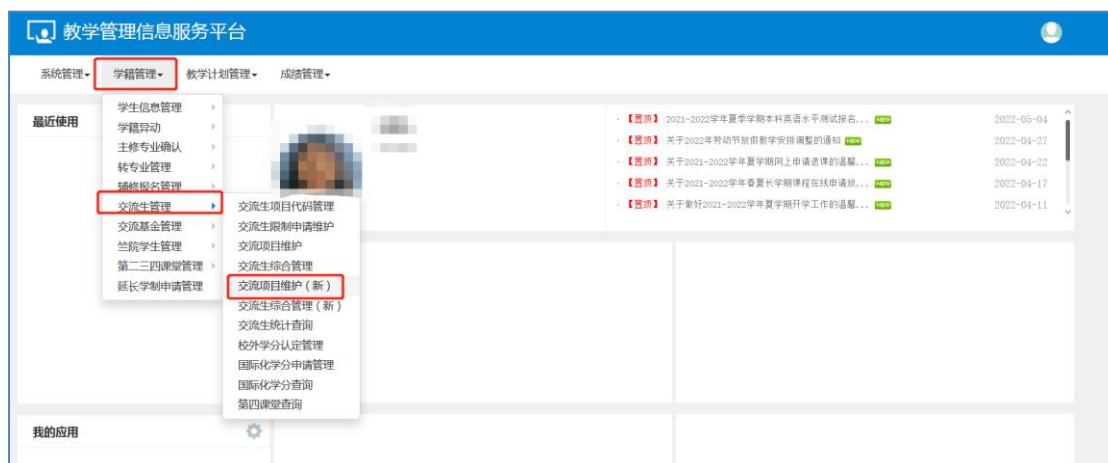 教学管理信息服务平台
系统管理 学籍管理 教学计划管理 成绩管理
最近使用
学生信息管理
学籍异动
主修专业确认
转专业管理
辅修报名管理
交流生管理
交流基金管理
竺院学生管理
第二三四课堂管理
延长学制申请管理
交流生项目代码管理
交流生限制申请维护
交流项目维护
交流生综合管理
交流项目维护（新）
交流生综合管理（新）
交流生统计查询
校外学分认定管理
国际化学分申请管理
国际化学分查询
第四课堂查询
· 【置顶】 2021-2022学年夏季学期本科英语水平测试报名... NEW 2022-05-04
· 【置顶】 关于2022年劳动节放假教学安排调整的通知 NEW 2022-04-27
· 【置顶】 关于2021-2022学年夏学期网上申请退课的温馨... NEW 2022-04-22
· 【置顶】 关于2021-2022学年春夏长学期课程在线申请放... NEW 2022-04-17
· 【置顶】 关于做好2021-2022学年夏学期开学工作的温馨... NEW 2022-04-11
我的应用